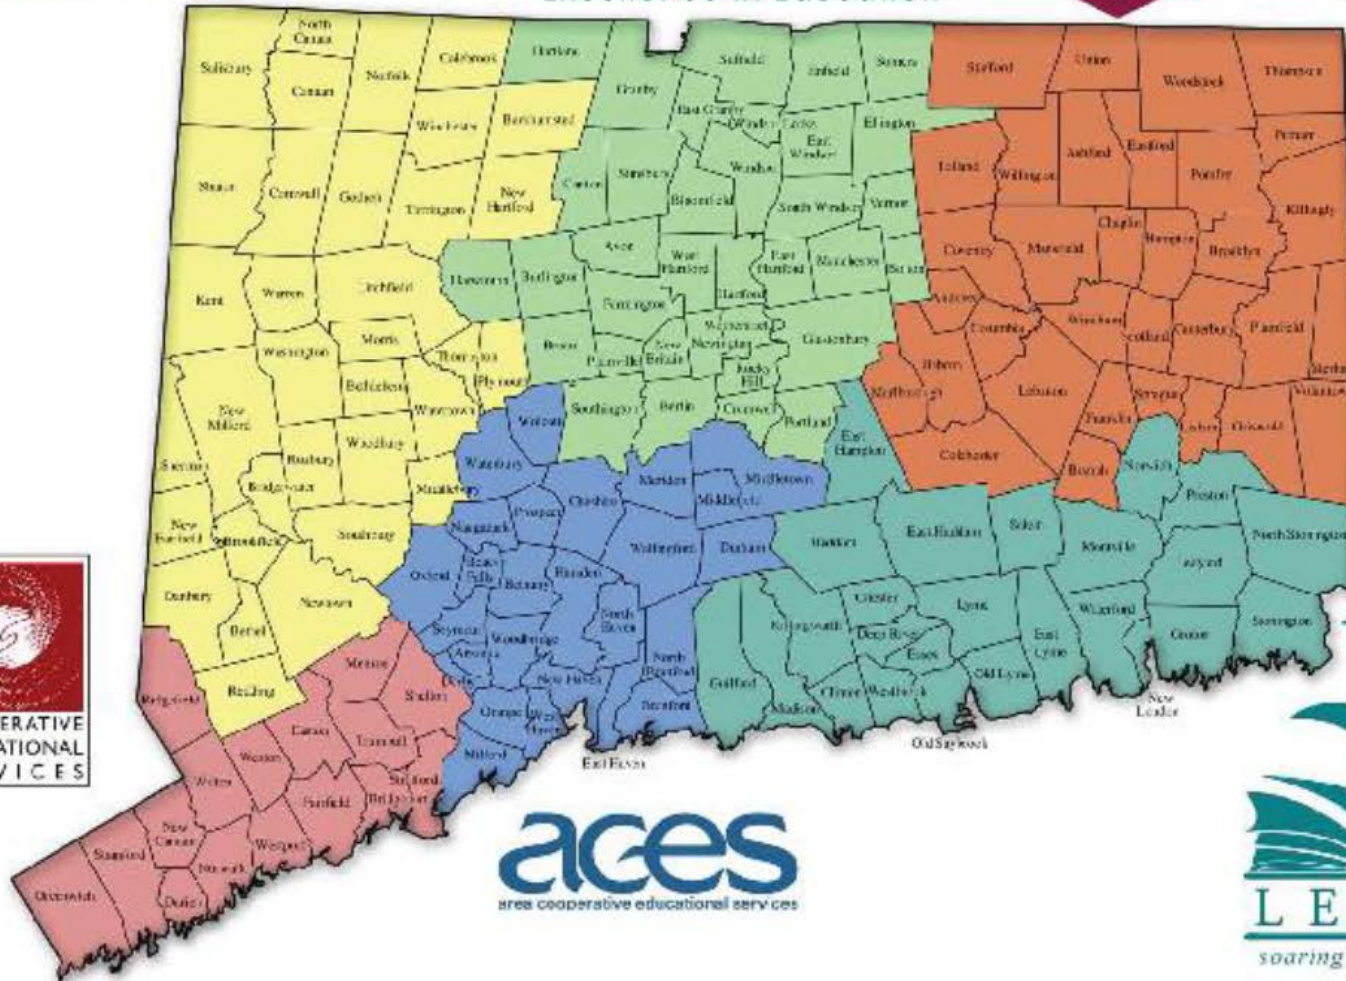 North
Canaan
Salisbury
Canaan
Norfolk
Colebrook
Hartland
Granby
Suffield
Enfield
Somers
Stafford
Union
Woodstock
Thompson
Winchester
Barkhamsted
East Granby
Windsor Locks
East
Windsor
Ellington
Tolland
Willington
Ashford
Eastford
Putnam
Pomfret
Killingly
Sharon
Cornwall
Goshen
Torrington
New
Hartford
Canton
Simsbury
Bloomfield
Windsor
South Windsor
Vernon
Coventry
Mansfield
Chaplin
Hampton
Brooklyn
Kent
Warren
Litchfield
Harwinton
Burlington
Avon
West
Hartford
Hartford
East
Hartford
Manchester
Bolton
Andover
Columbia
Windham
Scotland
Canterbury
Plainfield
Washington
Morris
Bethlehem
Thomaston
Plymouth
Bristol
Farmington
Plainville
New
Britain
Newington
Wethersfield
Rocky
Hill
Glastonbury
Hebron
Marlborough
Lebanon
Franklin
Sprague
Lisbon
Griswold
New
Milford
Watertown
Woodbury
Roxbury
Sherman
Bridgewater
Middlebury
Wolcott
Waterbury
Southington
Berlin
Cromwell
Portland
East
Hampton
Colchester
Bozrah
Norwich
Preston
New
Fairfield
Brookfield
Southbury
Naugatuck
Prospect
Cheshire
Meriden
Middlefield
Middletown
Wallingford
Durham
Haddam
East Haddam
Salem
Montville
Ledyard
North Stonington
Danbury
Bethel
Newtown
Oxford
Beacon
Falls
Bethany
Hamden
North
Haven
Killingworth
Chester
Deep River
Essex
Lyme
East
Lyme
Waterford
Groton
Stonington
Redding
Ridgefield
Monroe
Shelton
Seymour
Ansonia
Derby
Woodbridge
New Haven
North
Branford
Branford
Guilford
Madison
Clinton
Westbrook
Old Lyme
New
London
Old Saybrook
East Haven
Orange
West
Haven
Milford
Easton
Trumbull
Weston
Wilton
Fairfield
Bridgeport
Stratford
New
Canaan
Norwalk
Westport
Stamford
Darien
Greenwich
ERATIVE
ATIONAL
VICES
aces
area cooperative educational services
L E
soaring